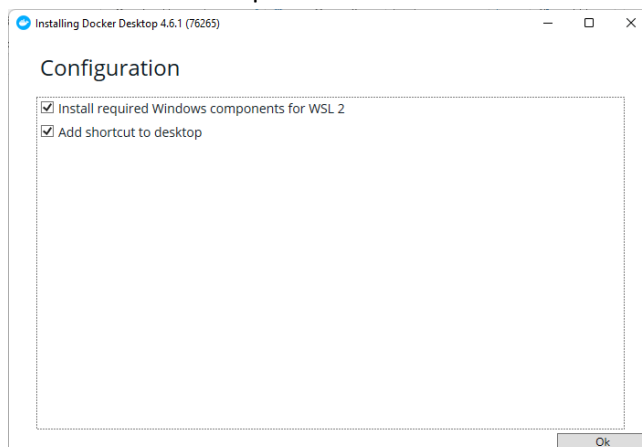 Installing Docker Desktop 4.6.1 (76265)
Configuration
Install required Windows components for WSL 2
Add shortcut to desktop
Ok